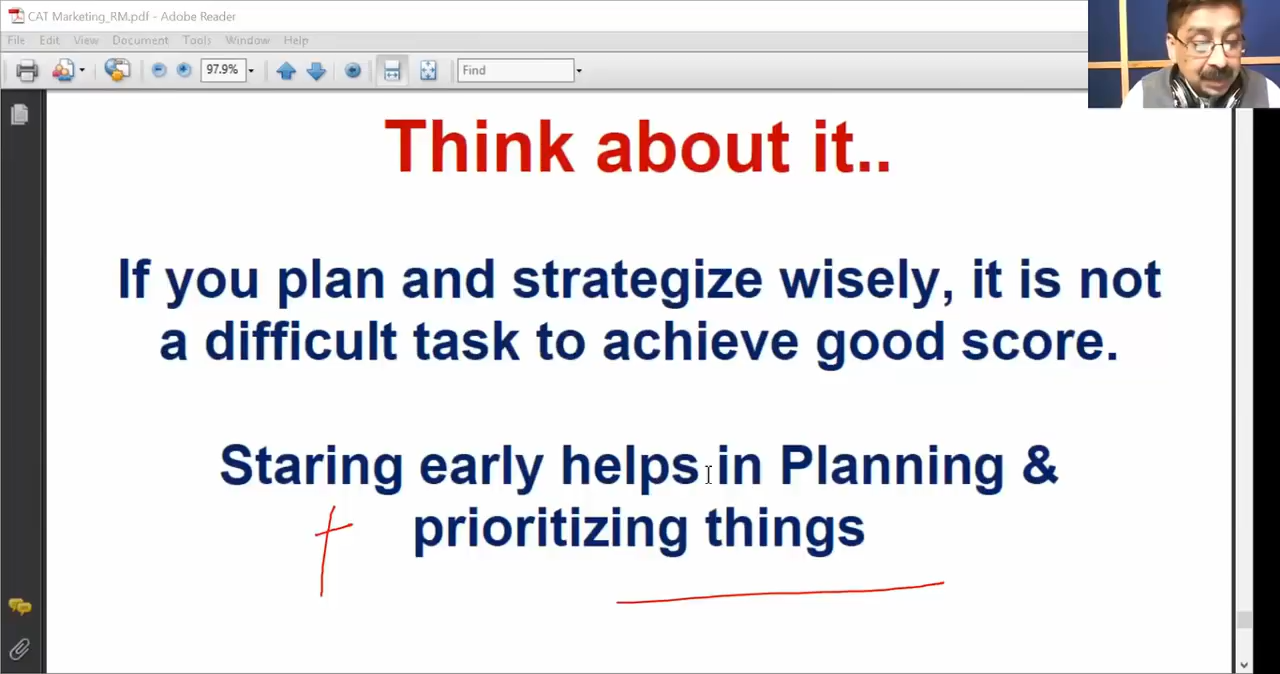 CAT Marketing_RM.pdf - Adobe Reader
File Edit View Document Tools Window Help
97.9% Find
Think about it..
If you plan and strategize wisely, it is not
a difficult task to achieve good score.
Staring early helps in Planning &
prioritizing things
t